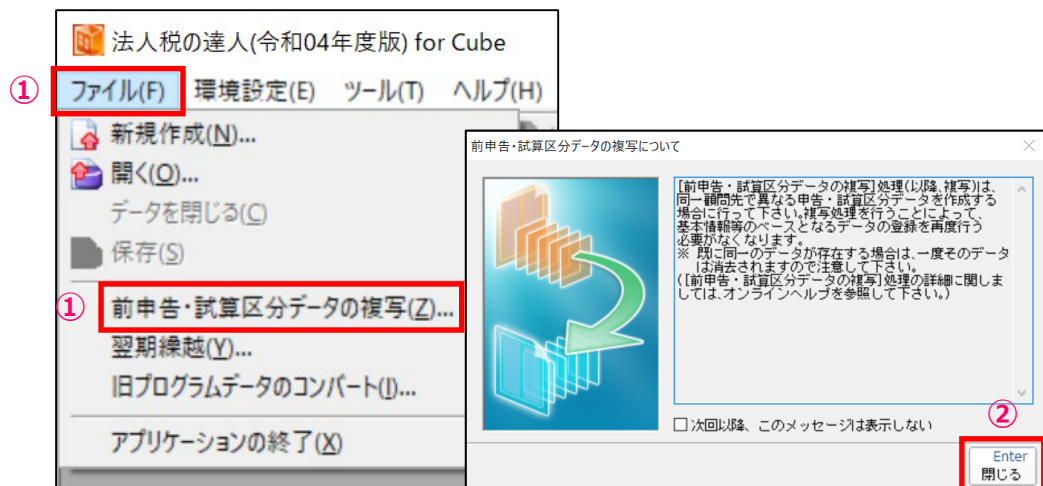 法人税の達人(令和04年度版) for Cube
①
ファイル(F) 環境設定(E) ツール(T) ヘルプ(H)
新規作成(N)...
開く(O)...
データを閉じる(C)
保存(S)
①
前申告・試算区分データの複写(Z)...
翌期繰越(Y)...
旧プログラムデータのコンバート(I)...
アプリケーションの終了(X)
前申告・試算区分データの複写について
[前申告・試算区分データの複写]処理(以降、複写)は、
同一顧問先で異なる申告・試算区分データを作成する
場合に行って下さい。複写処理を行うことによって、
基本情報等のベースとなるデータの登録を再度行う
必要がなくなります。
※ 既に同一のデータが存在する場合は、一度そのデータ
は消去されますので注意して下さい。
([前申告・試算区分データの複写]処理の詳細に関しま
しては、オンラインヘルプを参照して下さい。)
次回以降、このメッセージは表示しない
②
Enter
閉じる